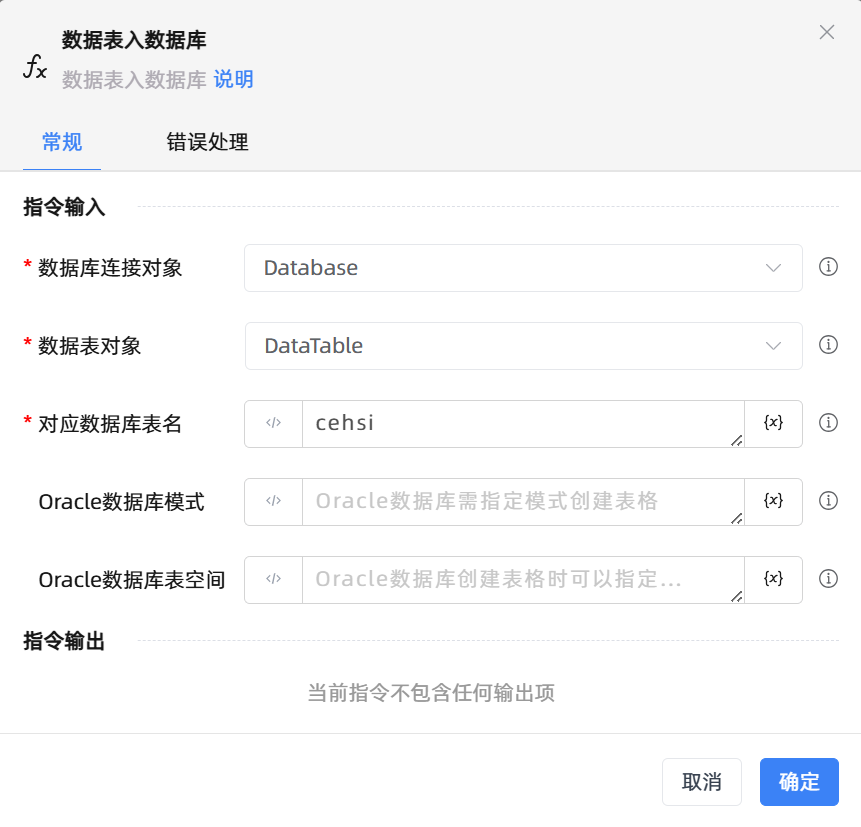 数据表入数据库
数据表入数据库 说明
常规 错误处理
指令输入
* 数据库连接对象 Database
* 数据表对象 DataTable
* 对应数据库表名 </> cehsi {x}
Oracle数据库模式 </> Oracle数据库需指定模式创建表格 {x}
Oracle数据库表空间 </> Oracle数据库创建表格时可以指定... {x}
指令输出
当前指令不包含任何输出项
取消 确定